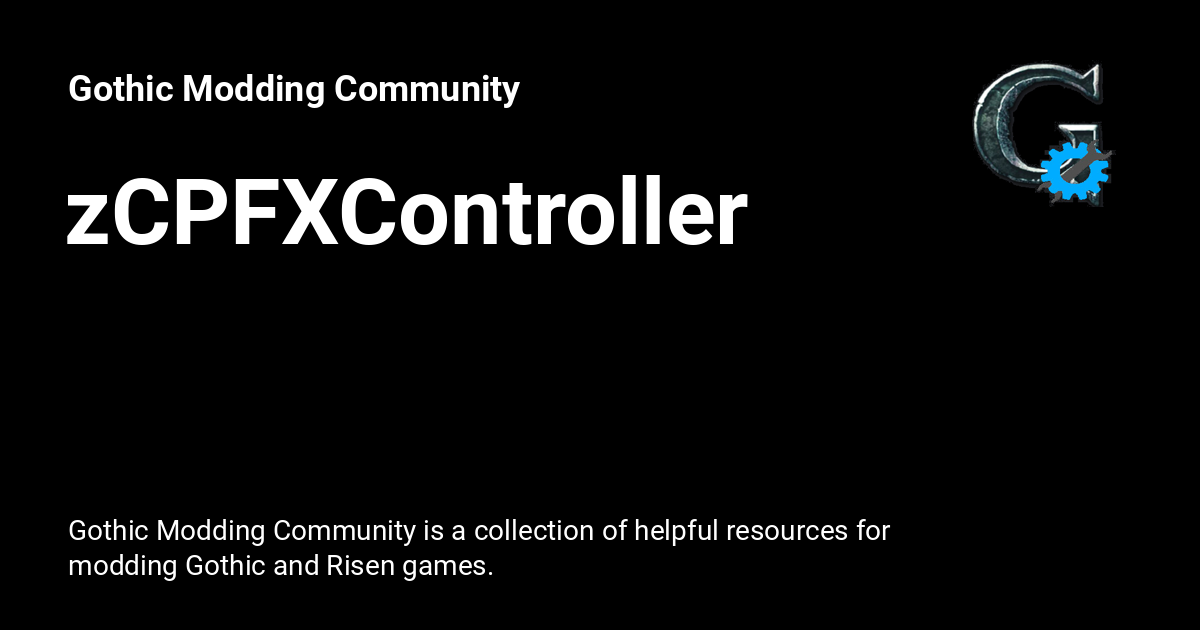 Gothic Modding Community
zCPFXController
G
Gothic Modding Community is a collection of helpful resources for
modding Gothic and Risen games.